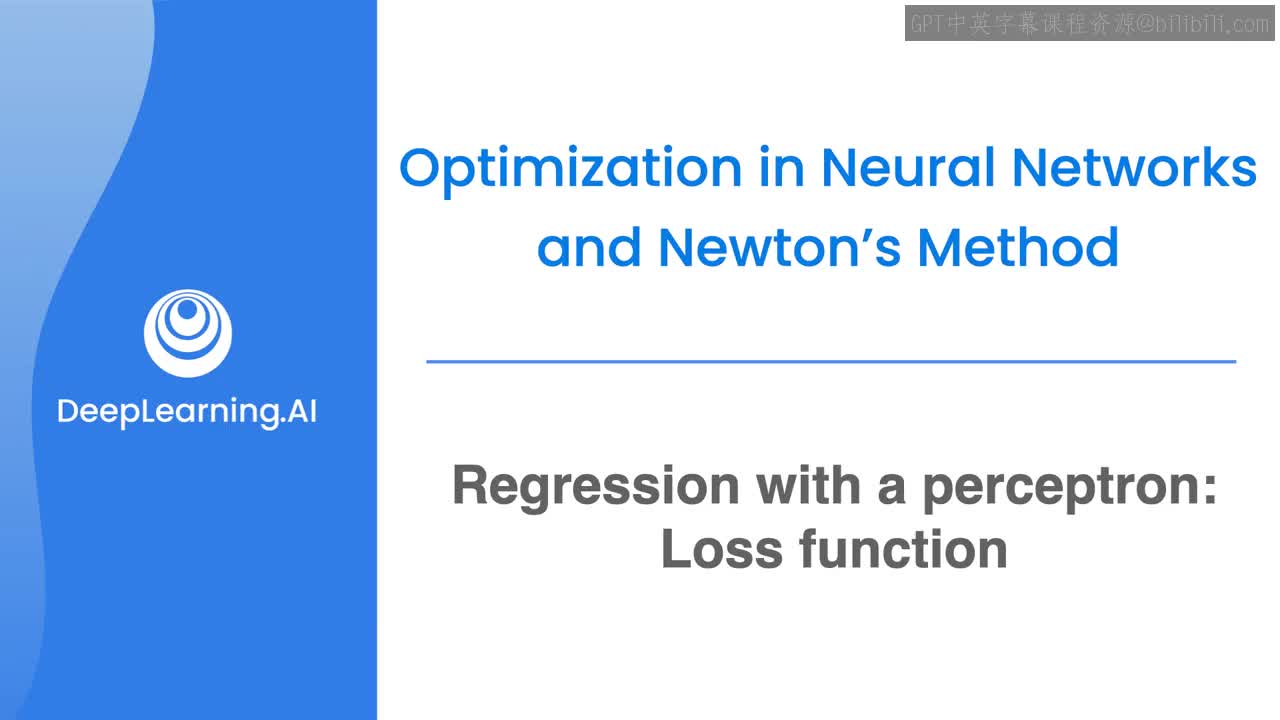 GPT中英字幕课程资源@bilibili.com
Optimization in Neural Networks
and Newton’s Method
DeepLearning.AI
Regression with a perceptron:
Loss function